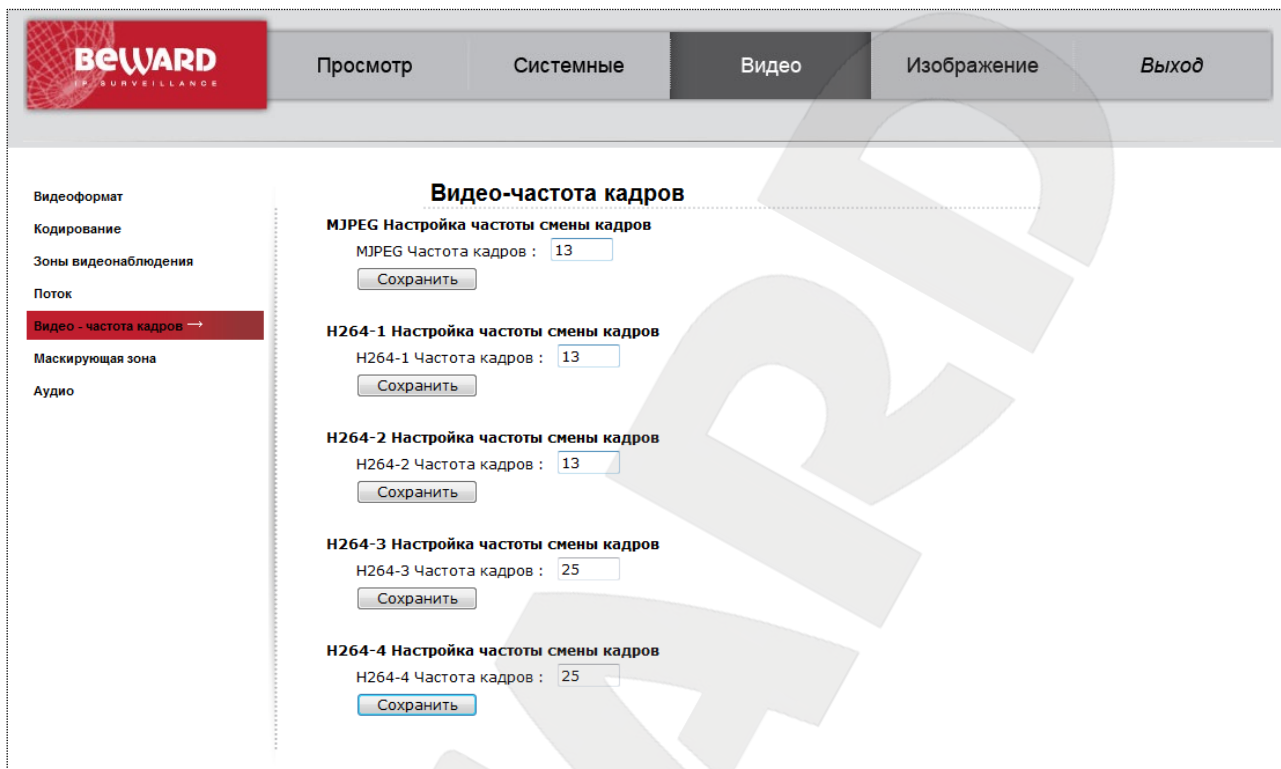 BEWARD
IP SURVEILLANCE
Просмотр
Системные
Видео
Изображение
Выход
Видеоформат
Кодирование
Зоны видеонаблюдения
Поток
Видео - частота кадров →
Маскирующая зона
Аудио
Видео-частота кадров
MJPEG Настройка частоты смены кадров
MJPEG Частота кадров : 13
Сохранить
H264-1 Настройка частоты смены кадров
H264-1 Частота кадров : 13
Сохранить
H264-2 Настройка частоты смены кадров
H264-2 Частота кадров : 13
Сохранить
H264-3 Настройка частоты смены кадров
H264-3 Частота кадров : 25
Сохранить
H264-4 Настройка частоты смены кадров
H264-4 Частота кадров : 25
Сохранить
ARD